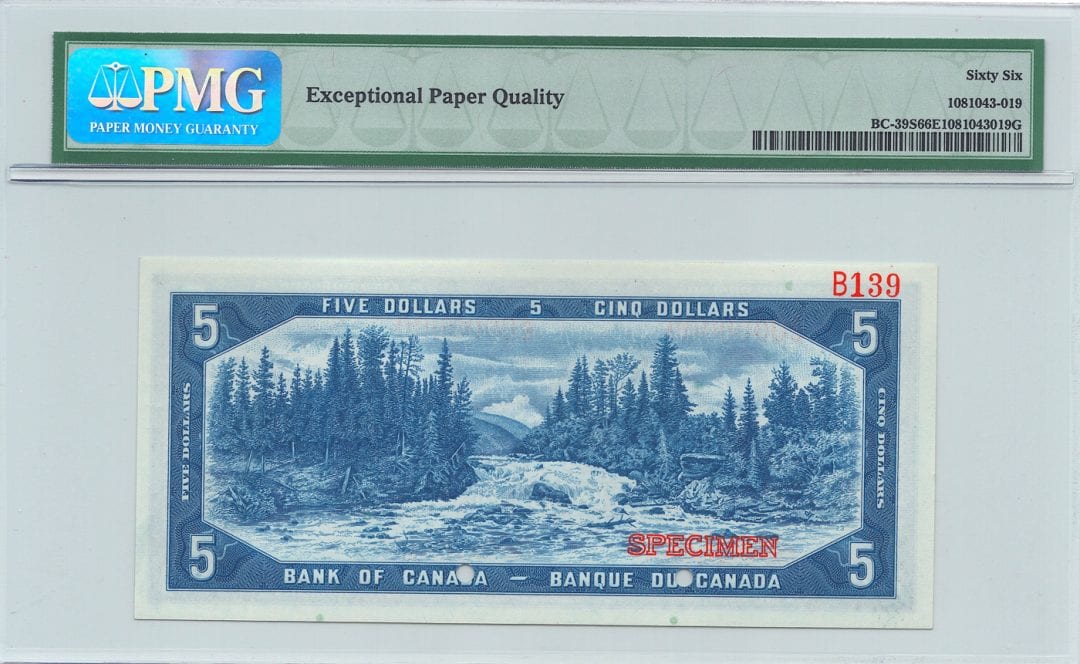 PMG
PAPER MONEY GUARANTY
Exceptional Paper Quality
Sixty Six
1081043-019
BC-39S66E1081043019G
B139
FIVE DOLLARS 5 CINQ DOLLARS
5
5
FIVE DOLLARS
CINQ DOLLARS
SPECIMEN
5
5
BANK OF CANADA — BANQUE DU CANADA